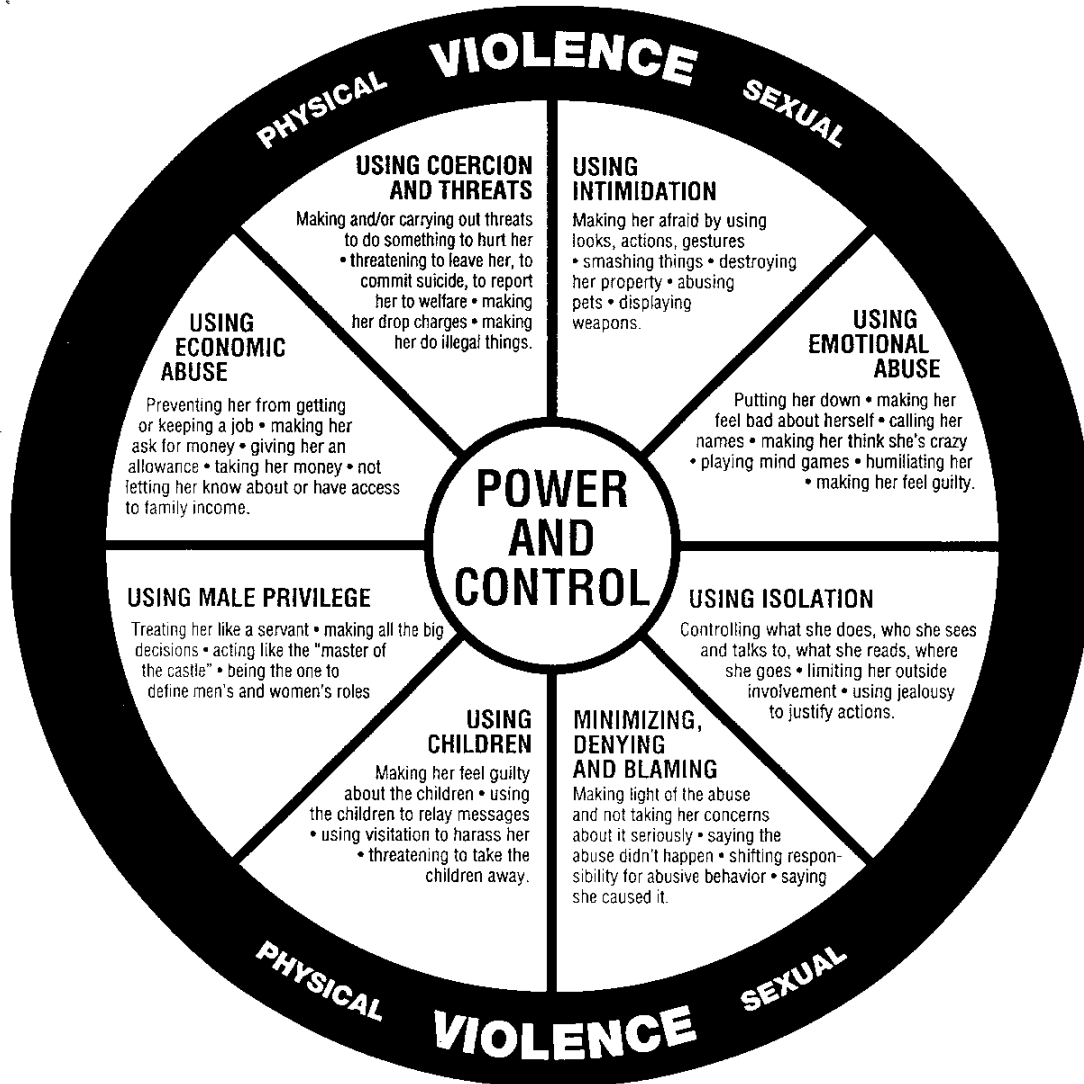 PHYSICAL VIOLENCE SEXUAL
USING COERCION
AND THREATS
Making and/or carrying out threats
to do something to hurt her
• threatening to leave her, to
commit suicide, to report
her to welfare • making
her drop charges • making
her do illegal things.
USING
INTIMIDATION
Making her afraid by using
looks, actions, gestures
• smashing things • destroying
her property • abusing
pets • displaying
weapons.
USING
EMOTIONAL
ABUSE
Putting her down • making her
feel bad about herself • calling her
names • making her think she's crazy
• playing mind games • humiliating her
• making her feel guilty.
USING ISOLATION
Controlling what she does, who she sees
and talks to, what she reads, where
she goes • limiting her outside
involvement • using jealousy
to justify actions.
MINIMIZING,
DENYING
AND BLAMING
Making light of the abuse
and not taking her concerns
about it seriously • saying the
abuse didn't happen • shifting respon-
sibility for abusive behavior • saying
she caused it.
USING
CHILDREN
Making her feel guilty
about the children • using
the children to relay messages
• using visitation to harass her
• threatening to take the
children away.
USING MALE PRIVILEGE
Treating her like a servant • making all the big
decisions • acting like the "master of
the castle" • being the one to
define men's and women's roles
USING
ECONOMIC
ABUSE
Preventing her from getting
or keeping a job • making her
ask for money • giving her an
allowance • taking her money • not
letting her know about or have access
to family income.
POWER
AND
CONTROL
PHYSICAL VIOLENCE SEXUAL